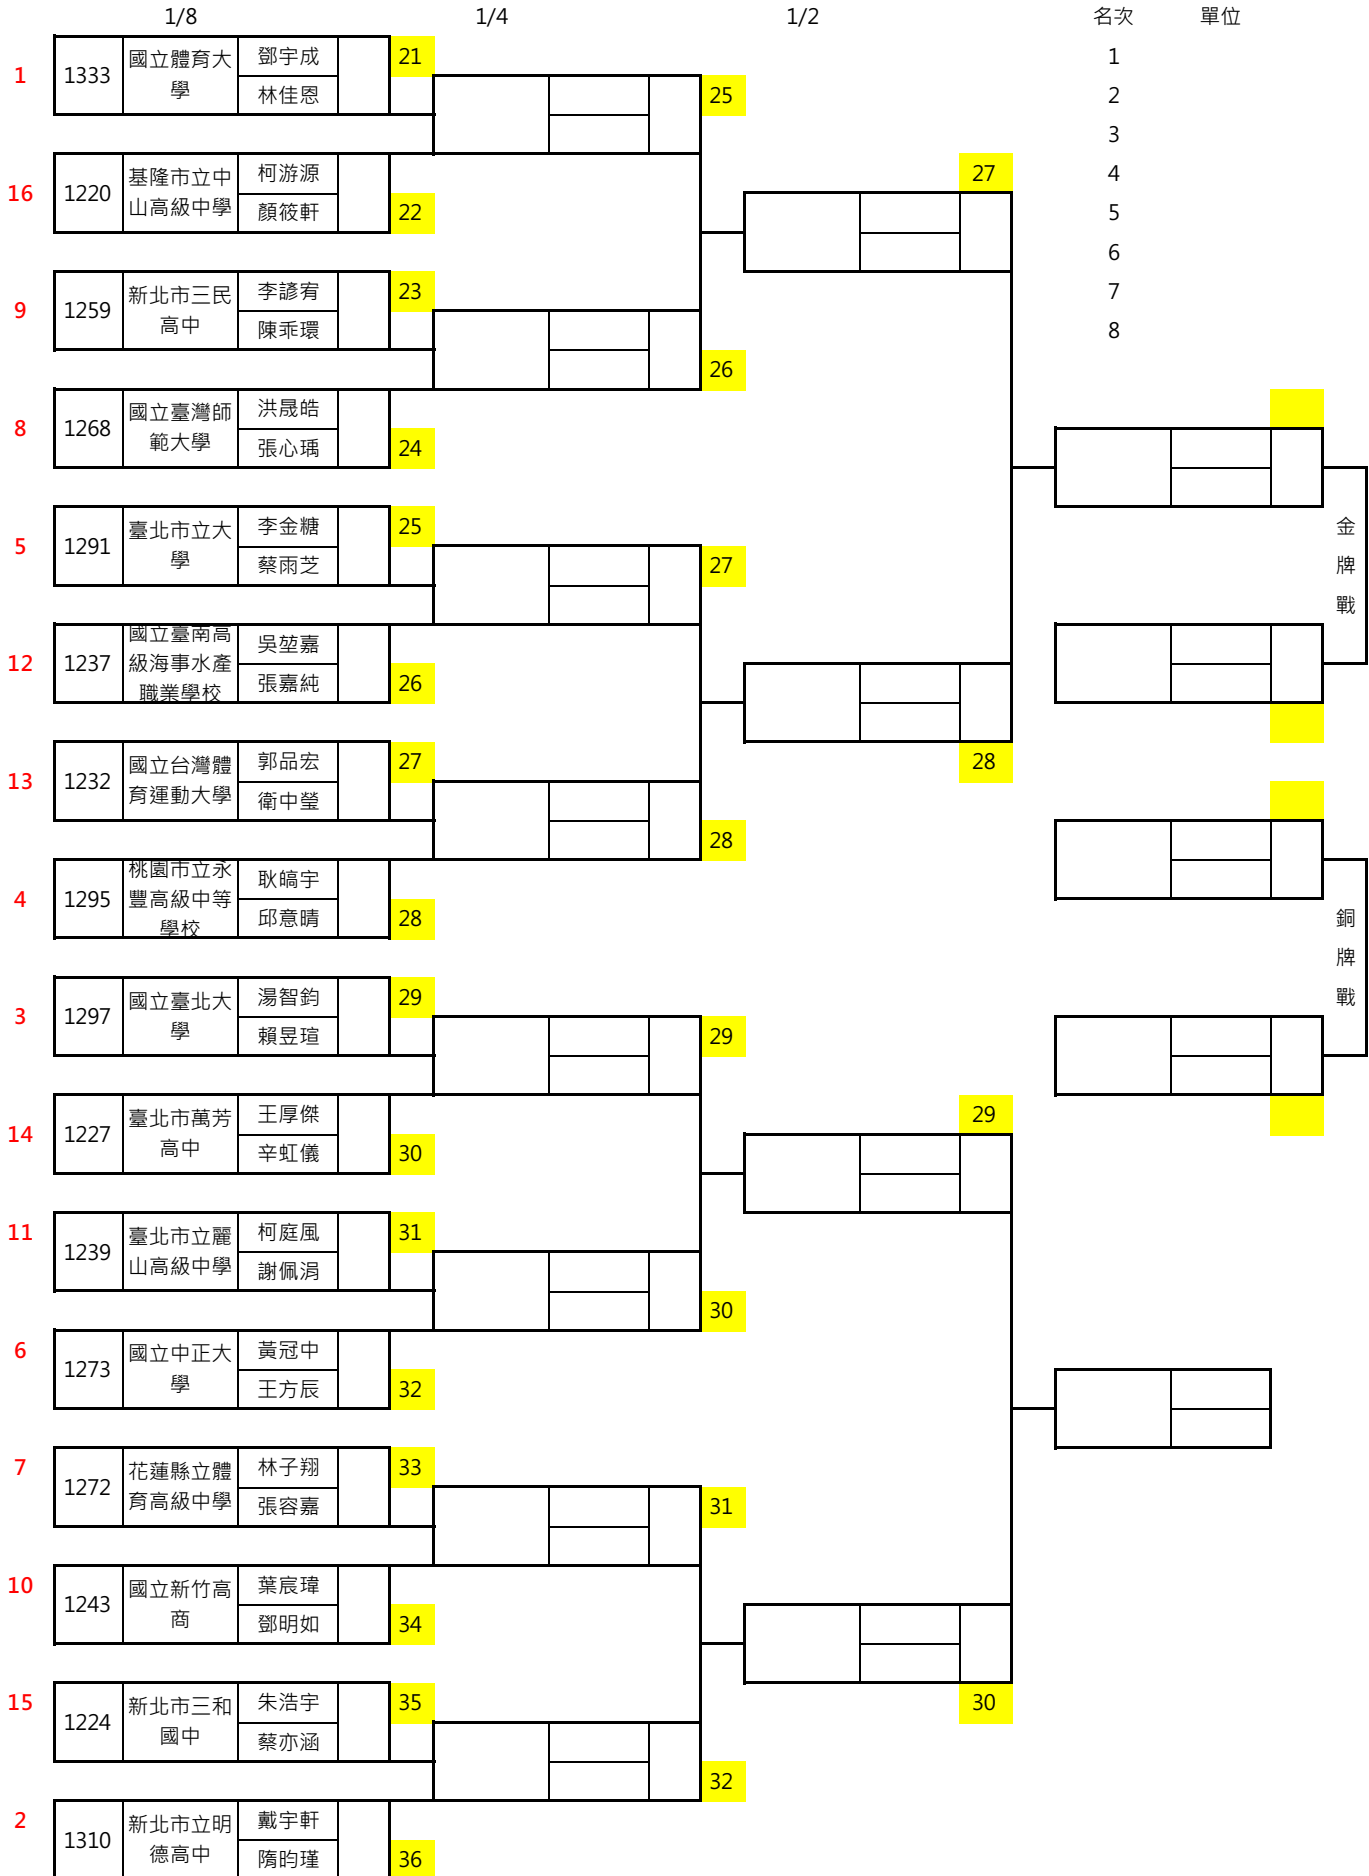 1/8 1/4 1/2 名次 單位
1
2
3
4
5
6
7
8
1 1333 國立體育大 鄧宇成 21
學 林佳恩
25
16 1220 基隆市立中 柯游源
山高級中學 顏筱軒 22
27
9 1259 新北市三民 李諺宥 23
高中 陳乖環
26
8 1268 國立臺灣師 洪晟皓
範大學 張心瑀 24
5 1291 臺北市立大 李金糖 25
學 蔡雨芝
27
12 1237 國立臺南高 吳堃嘉
級海事水產
職業學校 張嘉純 26
13 1232 國立台灣體 郭品宏 27
育運動大學 衛中瑩
28
28
4 1295 桃園市立永 耿皜宇
豐高級中等
學校 邱意晴 28
金
牌
戰
3 1297 國立臺北大 湯智鈞 29
學 賴昱瑄
29
銅
牌
戰
14 1227 臺北市萬芳 王厚傑
高中 辛虹儀 30
29
11 1239 臺北市立麗 柯庭風 31
山高級中學 謝佩涓
30
6 1273 國立中正大 黃冠中
學 王方辰 32
7 1272 花蓮縣立體 林子翔 33
育高級中學 張容嘉
31
10 1243 國立新竹高 葉宸瑋
商 鄧明如 34
15 1224 新北市三和 朱浩宇 35
國中 蔡亦涵
30
32
2 1310 新北市立明 戴宇軒
德高中 隋昀瑾 36